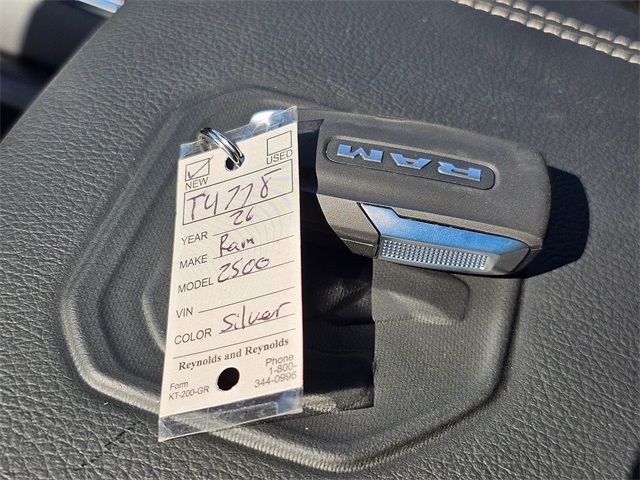 NEW
USED
T4778
YEAR 26
MAKE Ram
MODEL 2500
VIN
COLOR Silver
Reynolds and Reynolds
Form
KT-200-GR
Phone
1-800-
344-0996
RAM